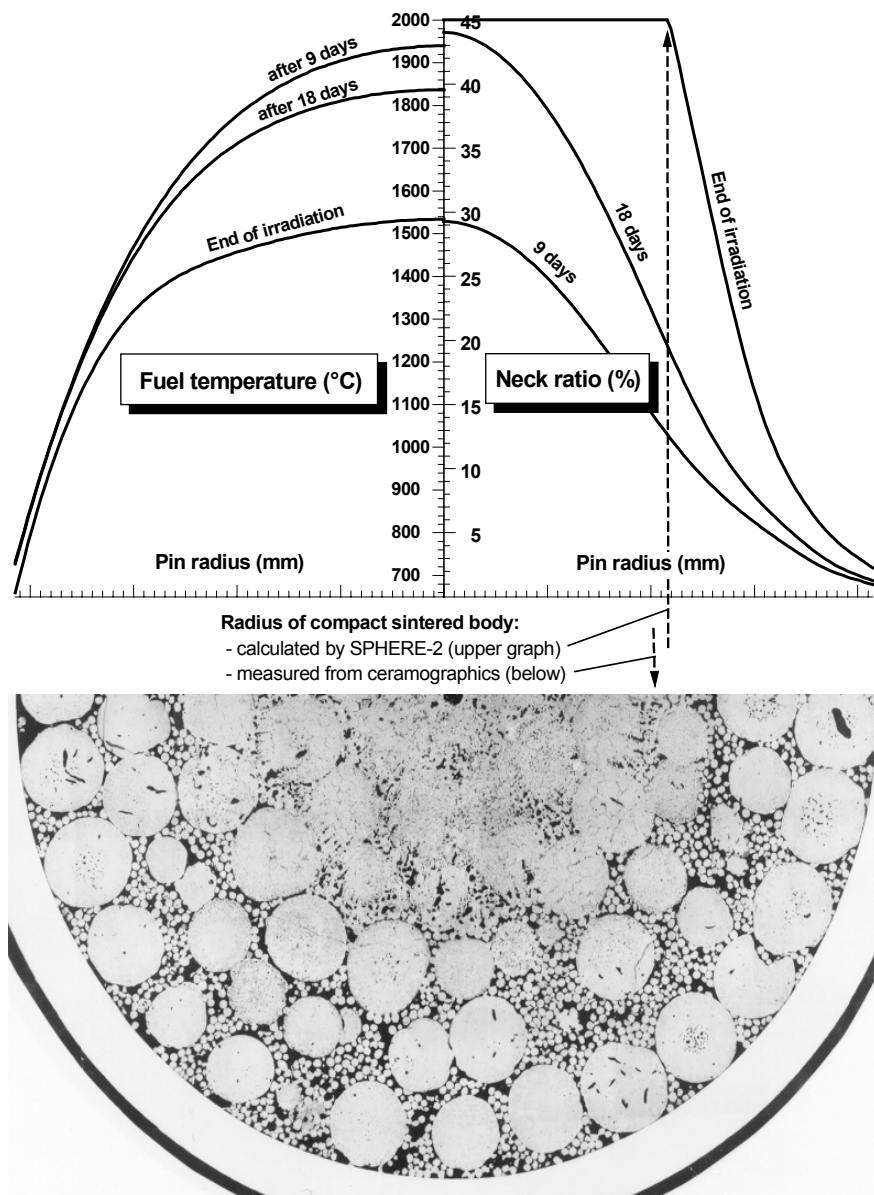 2000
1900
1800
1700
1600
1500
1400
1300
1200
1100
1000
900
800
700
45
40
35
30
25
20
15
10
5
after 9 days
after 18 days
End of irradiation
18 days
9 days
End of irradiation
Fuel temperature (°C)
Neck ratio (%)
Pin radius (mm)
Pin radius (mm)
Radius of compact sintered body:
- calculated by SPHERE-2 (upper graph)
- measured from ceramographics (below)